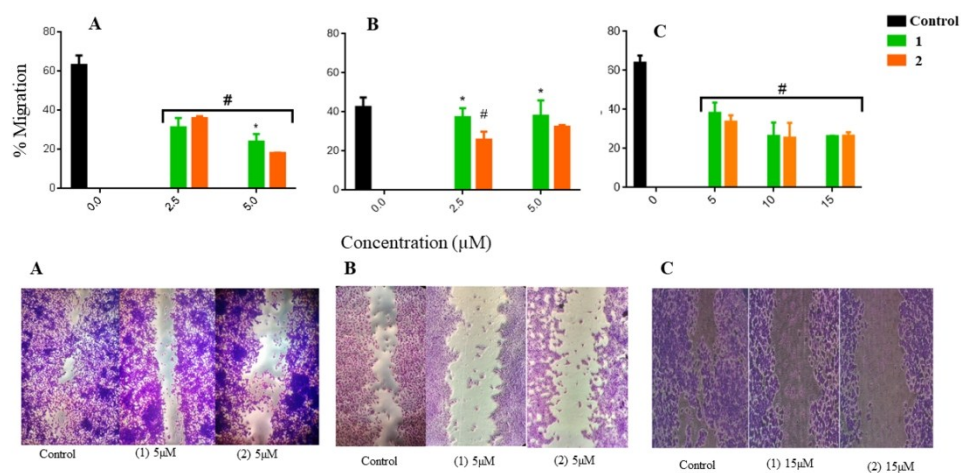 A
B
C
Control
1
2
% Migration
80
60
40
20
0
0.0
2.5
5.0
#
*
80
60
40
20
0
0.0
2.5
5.0
*
#
*
80
60
40
20
0
0
5
10
15
#
Concentration (µM)
A
B
C
Control
(1) 5µM
(2) 5µM
Control
(1) 5µM
(2) 5µM
Control
(1) 15µM
(2) 15µM